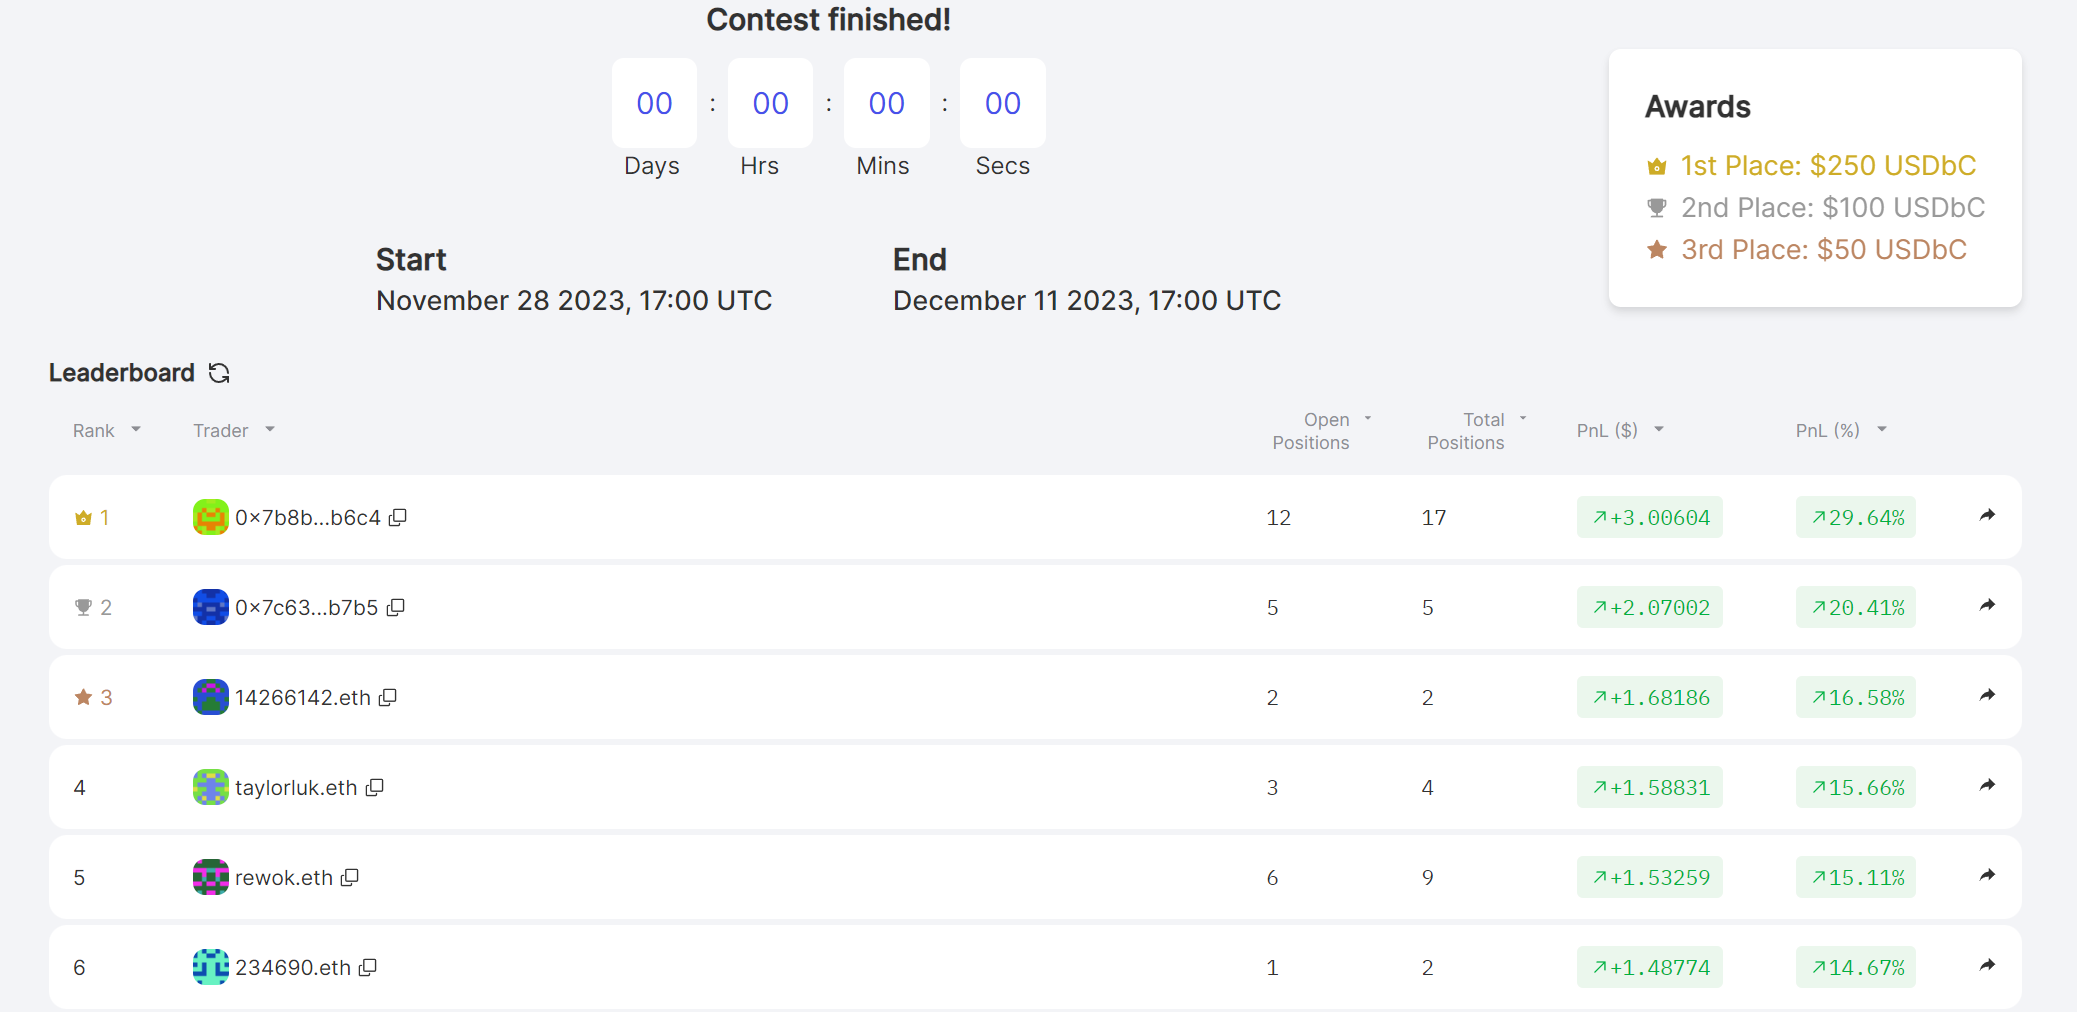 Contest finished!
00 : 00 : 00 : 00
Days Hrs Mins Secs
Awards
1st Place: $250 USDbC
2nd Place: $100 USDbC
3rd Place: $50 USDbC
Start
November 28 2023, 17:00 UTC
End
December 11 2023, 17:00 UTC
Leaderboard
Rank Trader Open Positions Total Positions PnL ($) PnL (%)
1 0x7b8b...b6c4 12 17 +3.00604 29.64%
2 0x7c63...b7b5 5 5 +2.07002 20.41%
3 14266142.eth 2 2 +1.68186 16.58%
4 taylorluk.eth 3 4 +1.58831 15.66%
5 rewok.eth 6 9 +1.53259 15.11%
6 234690.eth 1 2 +1.48774 14.67%